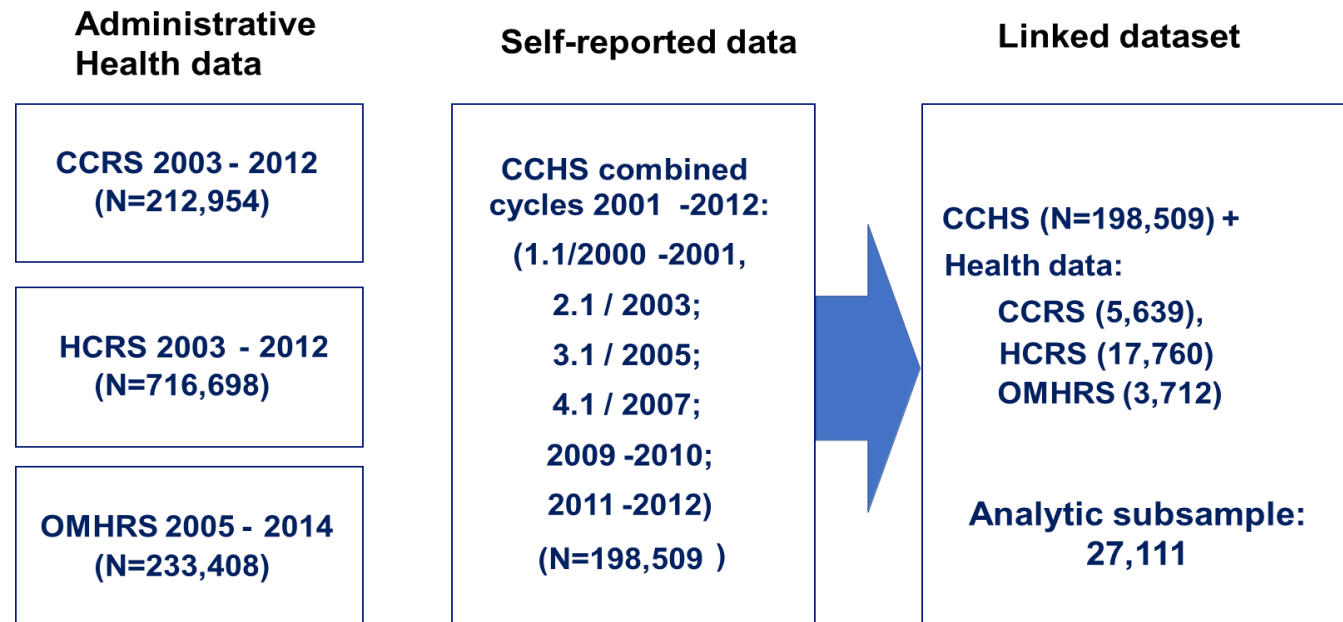 Administrative
Health data
CCRS 2003 - 2012
(N=212,954)
HCRS 2003 - 2012
(N=716,698)
OMHRS 2005 - 2014
(N=233,408)
Self-reported data
CCHS combined
cycles 2001 -2012:
(1.1/2000 -2001,
2.1 / 2003;
3.1 / 2005;
4.1 / 2007;
2009 -2010;
2011 -2012)
(N=198,509 )
Linked dataset
CCHS (N=198,509) +
Health data:
CCRS (5,639),
HCRS (17,760)
OMHRS (3,712)
Analytic subsample:
27,111